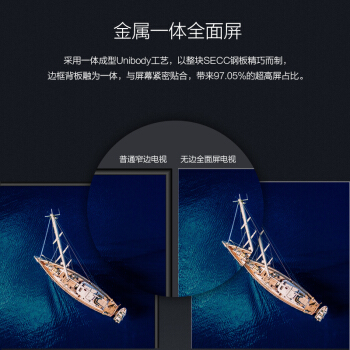 金属一体全面屏
采用一体成型Unibody工艺，以整块SECC钢板精巧而制，
边框背板融为一体，与屏幕紧密贴合，带来97.05%的超高屏占比。
普通窄边电视
无边全面屏电视